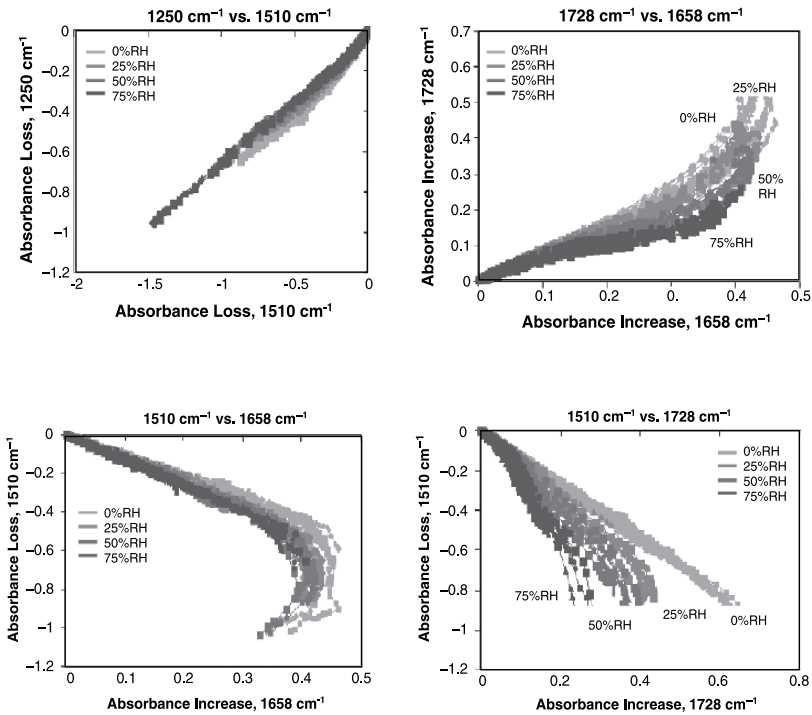 1250 cm⁻¹ vs. 1510 cm⁻¹
0
−0.2
−0.4
−0.6
−0.8
−1
−1.2
Absorbance Loss, 1250 cm⁻¹
0%RH
25%RH
50%RH
75%RH
-2
-1.5
-1
-0.5
0
Absorbance Loss, 1510 cm⁻¹
1728 cm⁻¹ vs. 1658 cm⁻¹
0.7
0.6
0.5
0.4
0.3
0.2
0.1
0
Absorbance Increase, 1728 cm⁻¹
0%RH
25%RH
50%RH
75%RH
25%RH
0%RH
50%
RH
75%RH
0
0.1
0.2
0.
0.4
0.5
Absorbance Increase, 1658 cm⁻¹
1510 cm⁻¹ vs. 1658 cm⁻¹
0
−0.2
−0.4
−0.6
−0.8
−1
−1.2
Absorbance Loss, 1510 cm⁻¹
0%RH
25%RH
50%RH
75%RH
0
0.1
0.2
0.3
0.4
0.5
Absorbance Increase, 1658 cm⁻¹
1510 cm⁻¹ vs. 1728 cm⁻¹
0
−0.2
−0.4
−0.6
−0.8
−1
−1.2
Absorbance Loss, 1510 cm⁻¹
0%RH
25%RH
50%RH
75%RH
75%RH
50%RH
25%RH
0%RH
0
0.2
0.4
0.6
0.8
Absorbance Increase, 1728 cm⁻¹